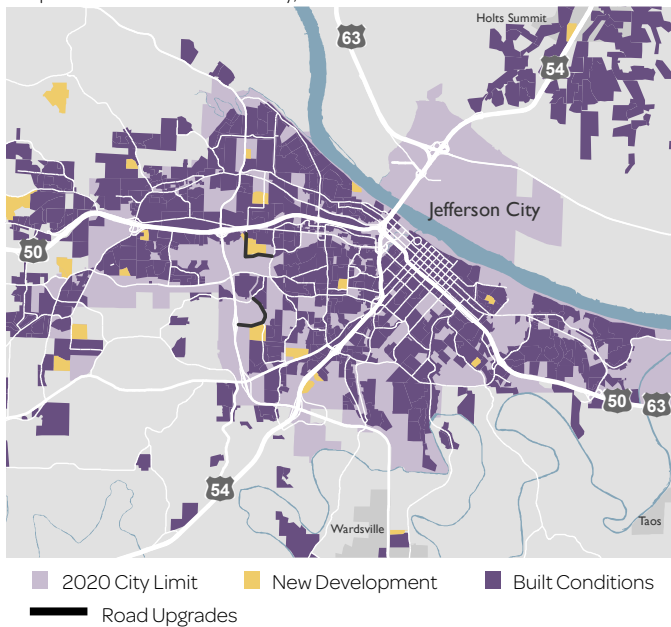 Holts Summit
63
54
Jefferson City
50
50
63
54
Wardsville
Taos
2020 City Limit
New Development
Built Conditions
Road Upgrades